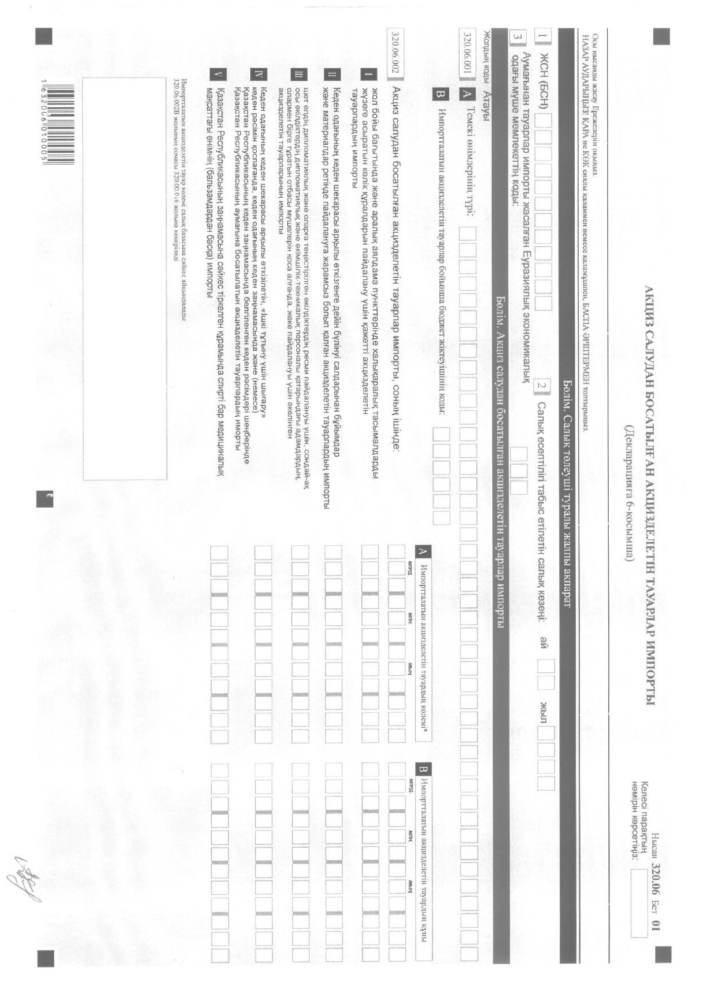 Нысан 320.06 Бет 01
АКЦИЗ САЛУДАН БОСАТЫЛҒАН АКЦИЗДЕЛЕТІН ТАУАРЛАР ИМПОРТЫ
(Декларацияға 6-қосымша)
Келесі парақтың
нөмірін көрсетіңіз:
Осы нысанды жасау Ережелерін оқыңыз.
НАЗАР АУДАРЫҢЫЗ! ҚАРА не КӨК сиялы қаламмен немесе қаламұшпен, БАСПА ӘРІПТЕРМЕН толтырыңыз.
Бөлім. Салық төлеуші туралы жалпы ақпарат
1 ЖСН (БСН)
2 Салық есептілігі табыс етілетін салық кезеңі: ай жыл
3 Аумағынан тауарлар импорты жасалған Еуразиялық экономикалық
одағы мүше мемлекеттің коды:
Бөлім. Акциз салудан босатылған акцизделетін тауарлар импорты
Жолдың коды Атауы
320.06.001 A Темекі өнімдерінің түрі:
B Импортталатын акцизделетін тауарлар бойынша бюджет жіктеуішінің коды:
A Импортталатын акцизделетін тауардың көлемі*
B Импортталатын акцизделетін тауардың құны
МЛРД. МЛН. МЫҢ МЛРД. МЛН. МЫҢ
320.06.002 Акциз салудан босатылған акцизделетін тауарлар импорты, соның ішінде:
I жол бойы бағытында және аралық аялдама пункттерінде халықаралық тасымалдарды
жүзеге асыратын көлік құралдарын пайдалану үшін қажетті акцизделетін
тауарлардың импорты
II Кеден одағының кеден шекарасы арқылы өткізгенге дейін бүлінуі салдарынан бұйымдар
және материалдар ретінде пайдалануға жарамсыз болып қалған акцизделетін тауарлардың импорты
III шет елдің дипломатиялық және оларға теңестірілген өкілдіктердің ресми пайдалануы үшін, сондай-ақ
осы өкілдіктердің дипломатиялық және әкімшілік-техникалық персоналы қатарындағы адамдардың,
олармен бірге тұратын отбасы мүшелерін қоса алғанда, жеке пайдалануы үшін әкелінген
акцизделетін тауарларының импорты
IV Кеден одағының кеден шекарасы арқылы өткізілетін, «Ішкі тұтыну үшін шығару»
кеден рәсімін қоспағанда, кеден одағының кеден заңнамасында және (немесе)
Қазақстан Республикасының кеден заңнамасында белгіленген кеден рәсімдері шеңберінде
Қазақстан Республикасының аумағына босатылатын акцизделетін тауарлардың иморты
V Қазақстан Республикасының заңнамасына сәйкес тіркелген құрамында спирті бар медициналық
мақсаттағы өнімнің (бальзамдардан басқа) импорты
Импортталатын акцизделетін тауар көлемі салық базасына сәйкес айқындалады
320.06.002B жолының сомасы 320.00.016 жолына көшіріледі
1632006010005